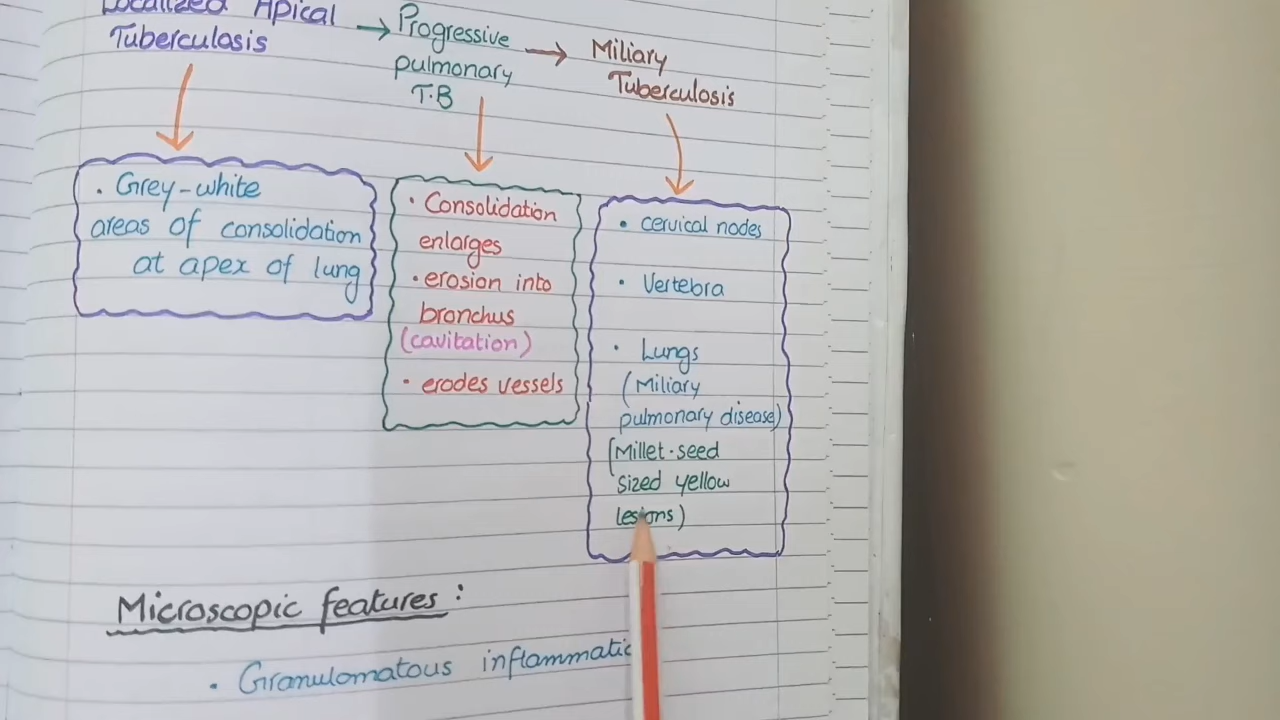 Localized Apical
Tuberculosis
Progressive
pulmonary
T.B
Miliary
Tuberculosis
. Grey-white
areas of consolidation
at apex of lung
. Consolidation
enlarges
. erosion into
bronchus
(cavitation)
. erodes vessels
. cervical nodes
. Vertebra
. Lungs
(Miliary
pulmonary disease)
(Millet-seed
sized yellow
lesions)
Microscopic features :
. Granulomatous